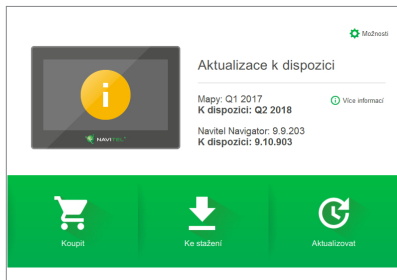 Možnosti
Aktualizace k dispozici
Mapy: Q1 2017
K dispozici: Q2 2018
Více informací
Navitel Navigator: 9.9.203
K dispozici: 9.10.903
NAVITEL
Koupit
Ke stažení
Aktualizovat